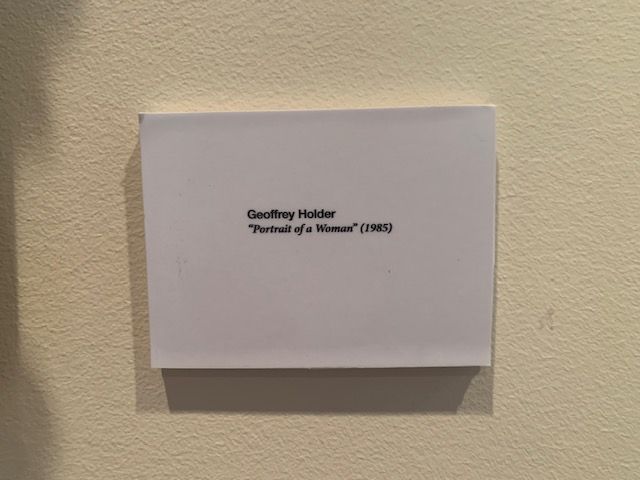 Geoffrey Holder
“Portrait of a Woman” (1985)